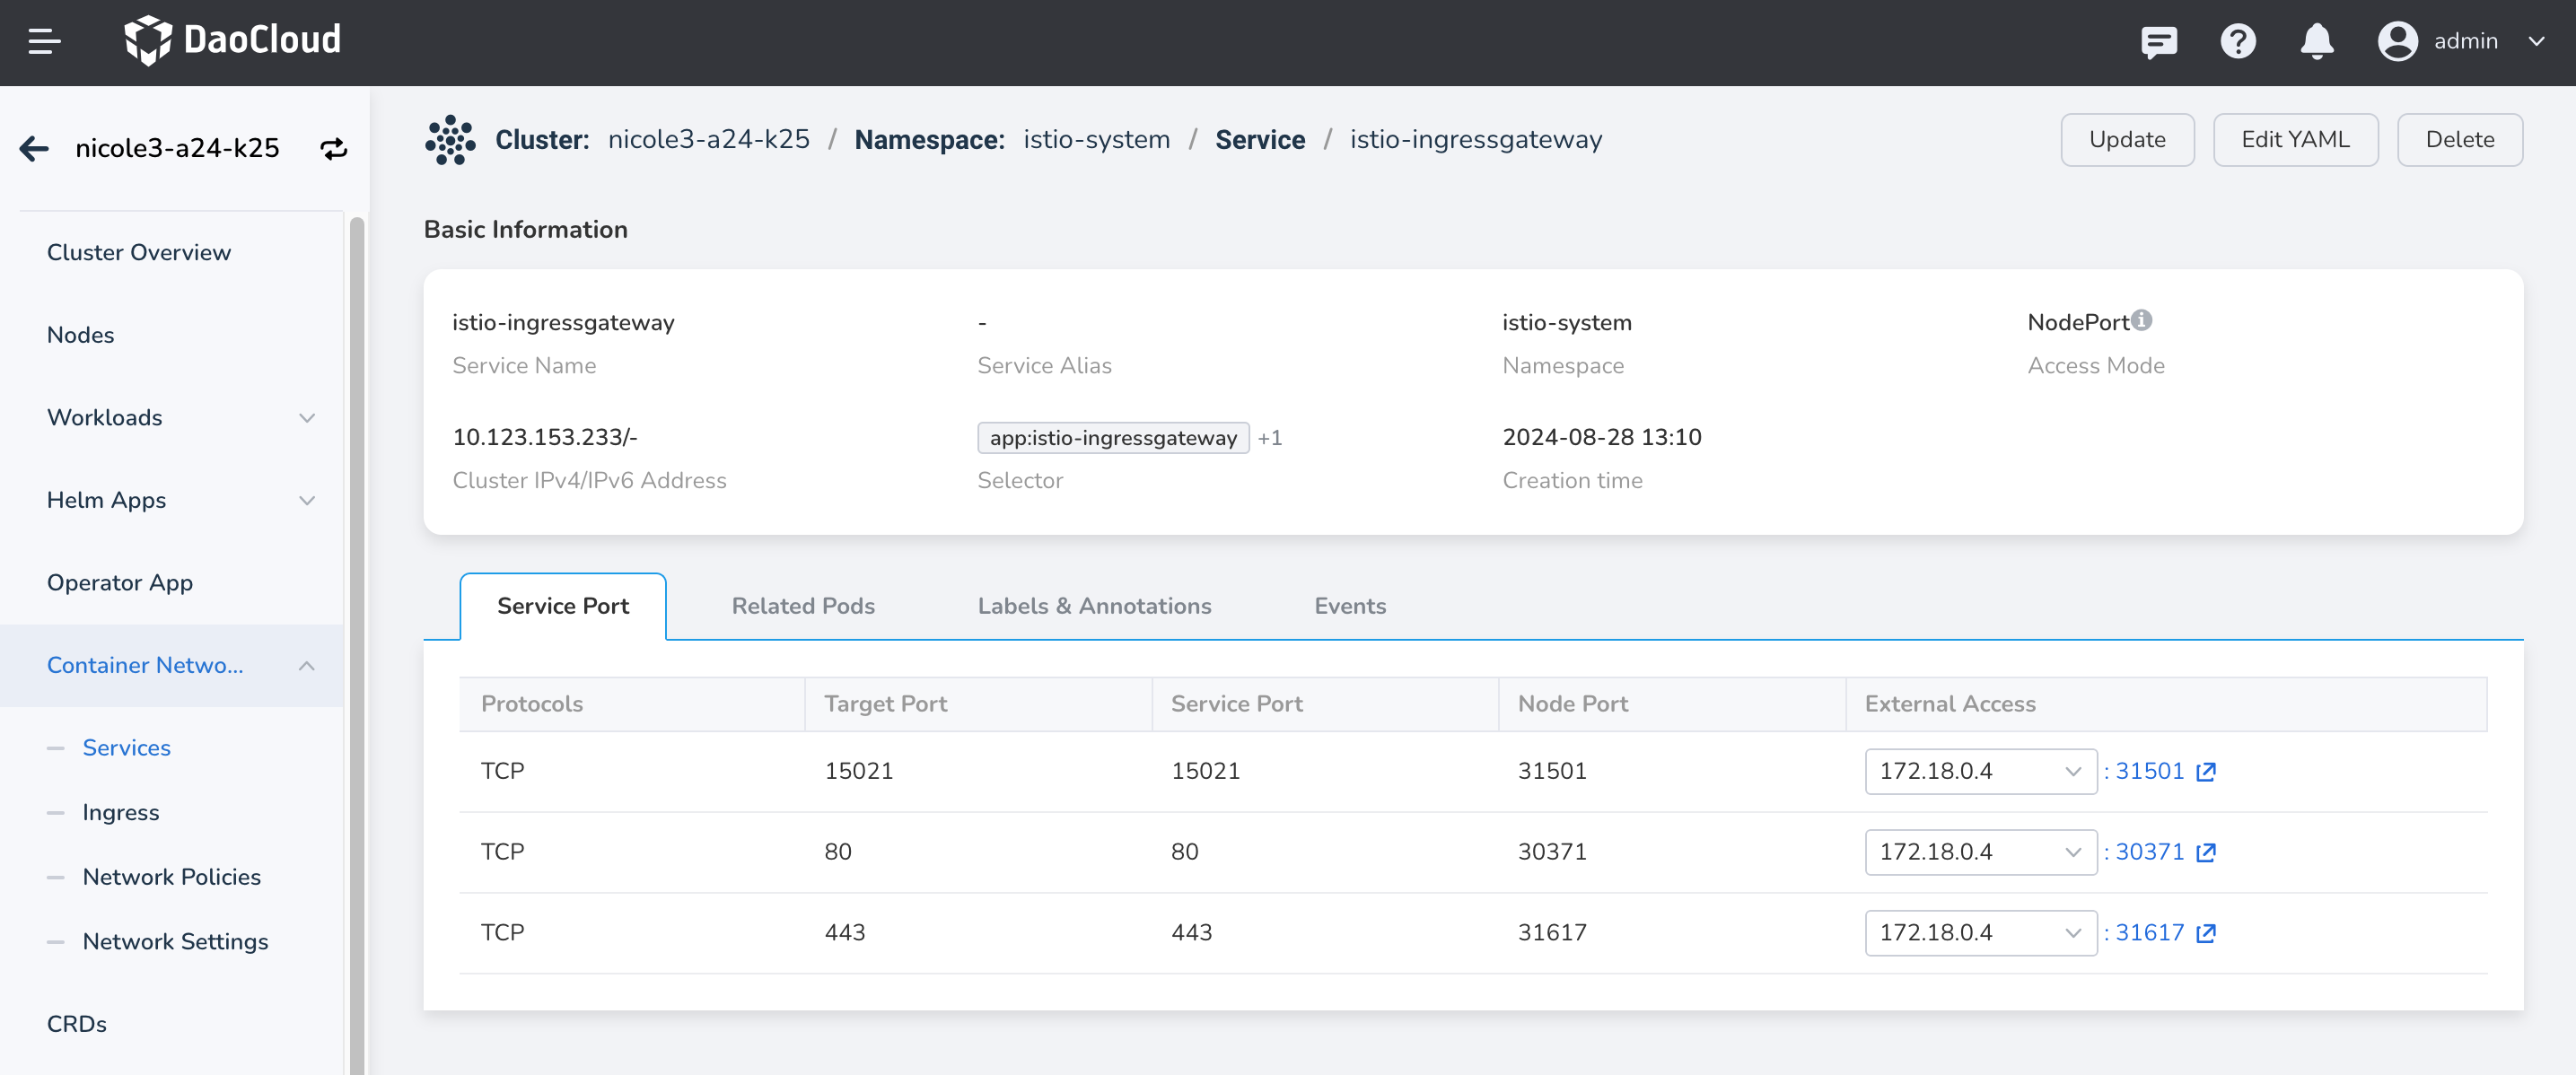 DaoCloud
admin
nicole3-a24-k25
Cluster: nicole3-a24-k25 / Namespace: istio-system / Service / istio-ingressgateway
Update
Edit YAML
Delete
Cluster Overview
Nodes
Workloads
Helm Apps
Operator App
Container Netwo...
Services
Ingress
Network Policies
Network Settings
CRDs
Basic Information
istio-ingressgateway
Service Name
-
Service Alias
istio-system
Namespace
NodePort
Access Mode
10.123.153.233/-
Cluster IPv4/IPv6 Address
app:istio-ingressgateway +1
Selector
2024-08-28 13:10
Creation time
Service Port
Related Pods
Labels & Annotations
Events
Protocols Target Port Service Port Node Port External Access
TCP 15021 15021 31501 172.18.0.4 : 31501
TCP 80 80 30371 172.18.0.4 : 30371
TCP 443 443 31617 172.18.0.4 : 31617